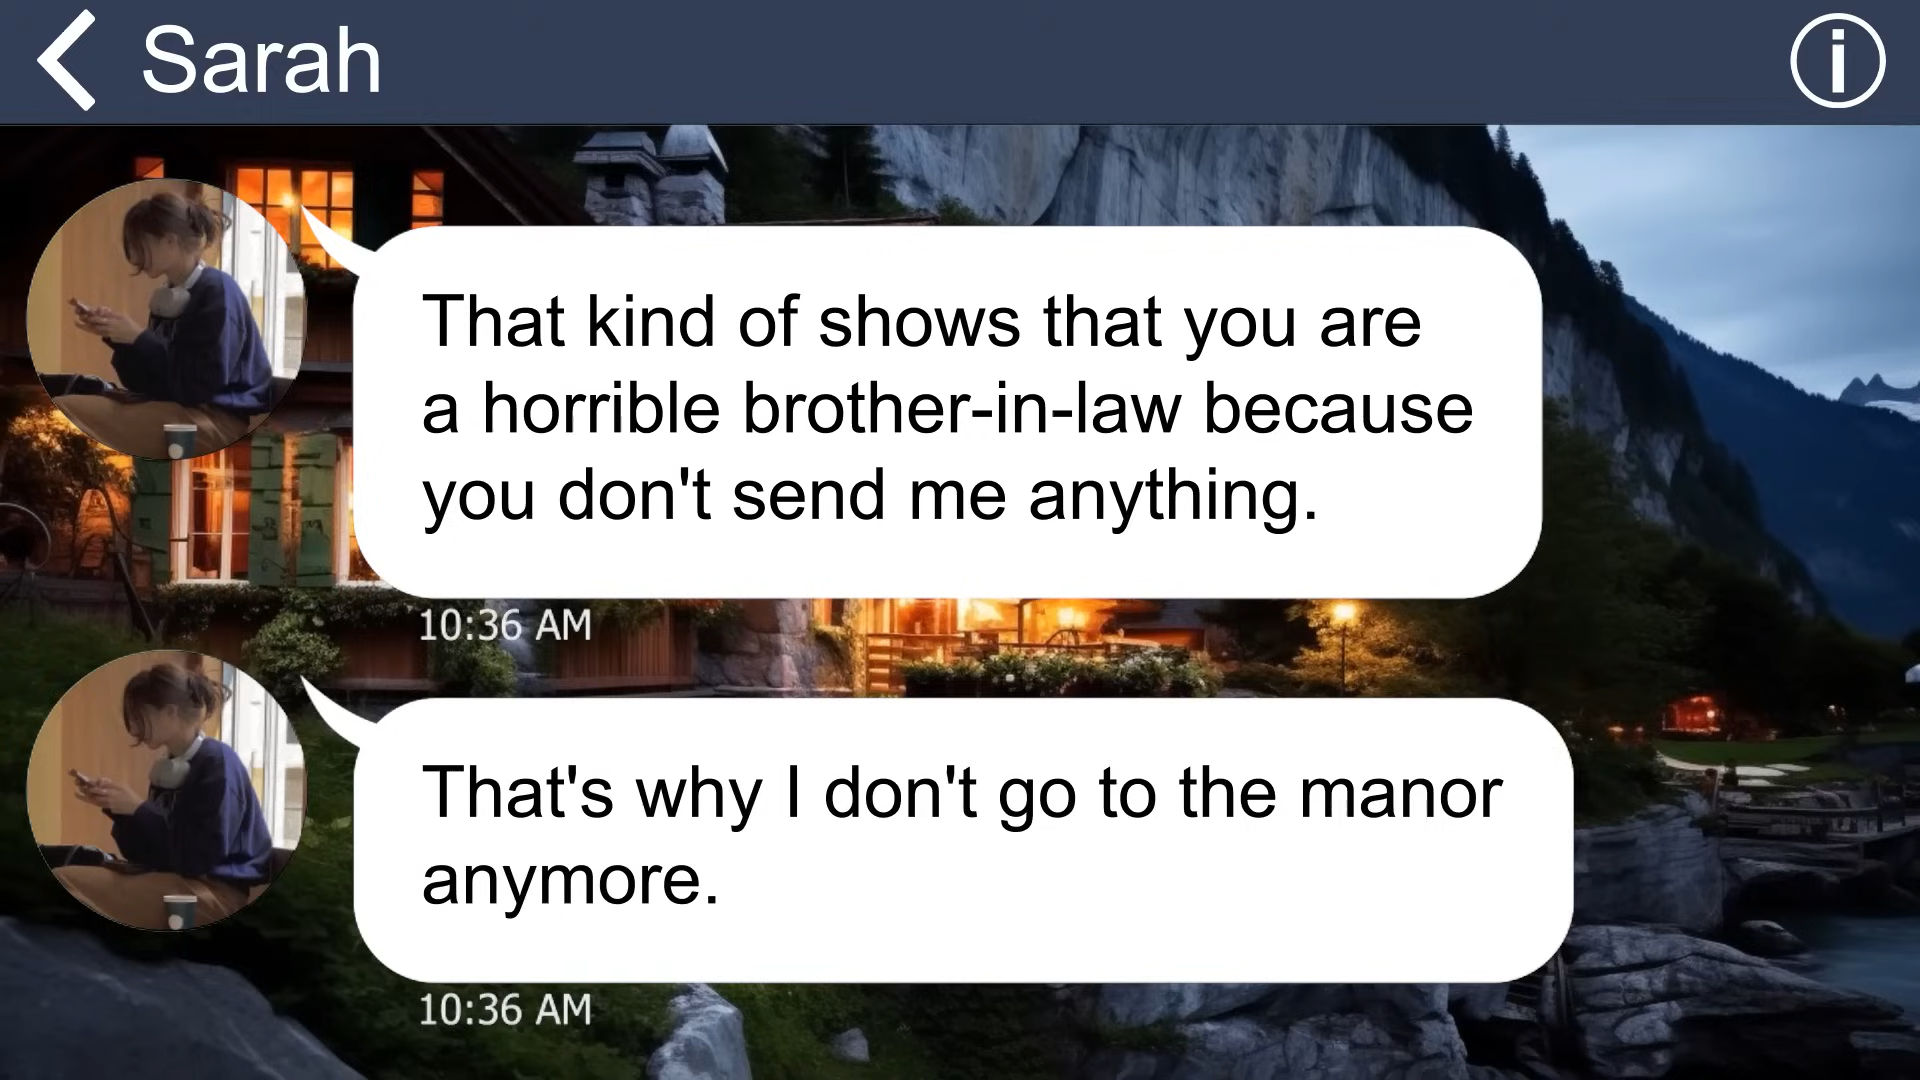 Sarah
That kind of shows that you are
a horrible brother-in-law because
you don't send me anything.
10:36 AM
That's why I don't go to the manor
anymore.
10:36 AM